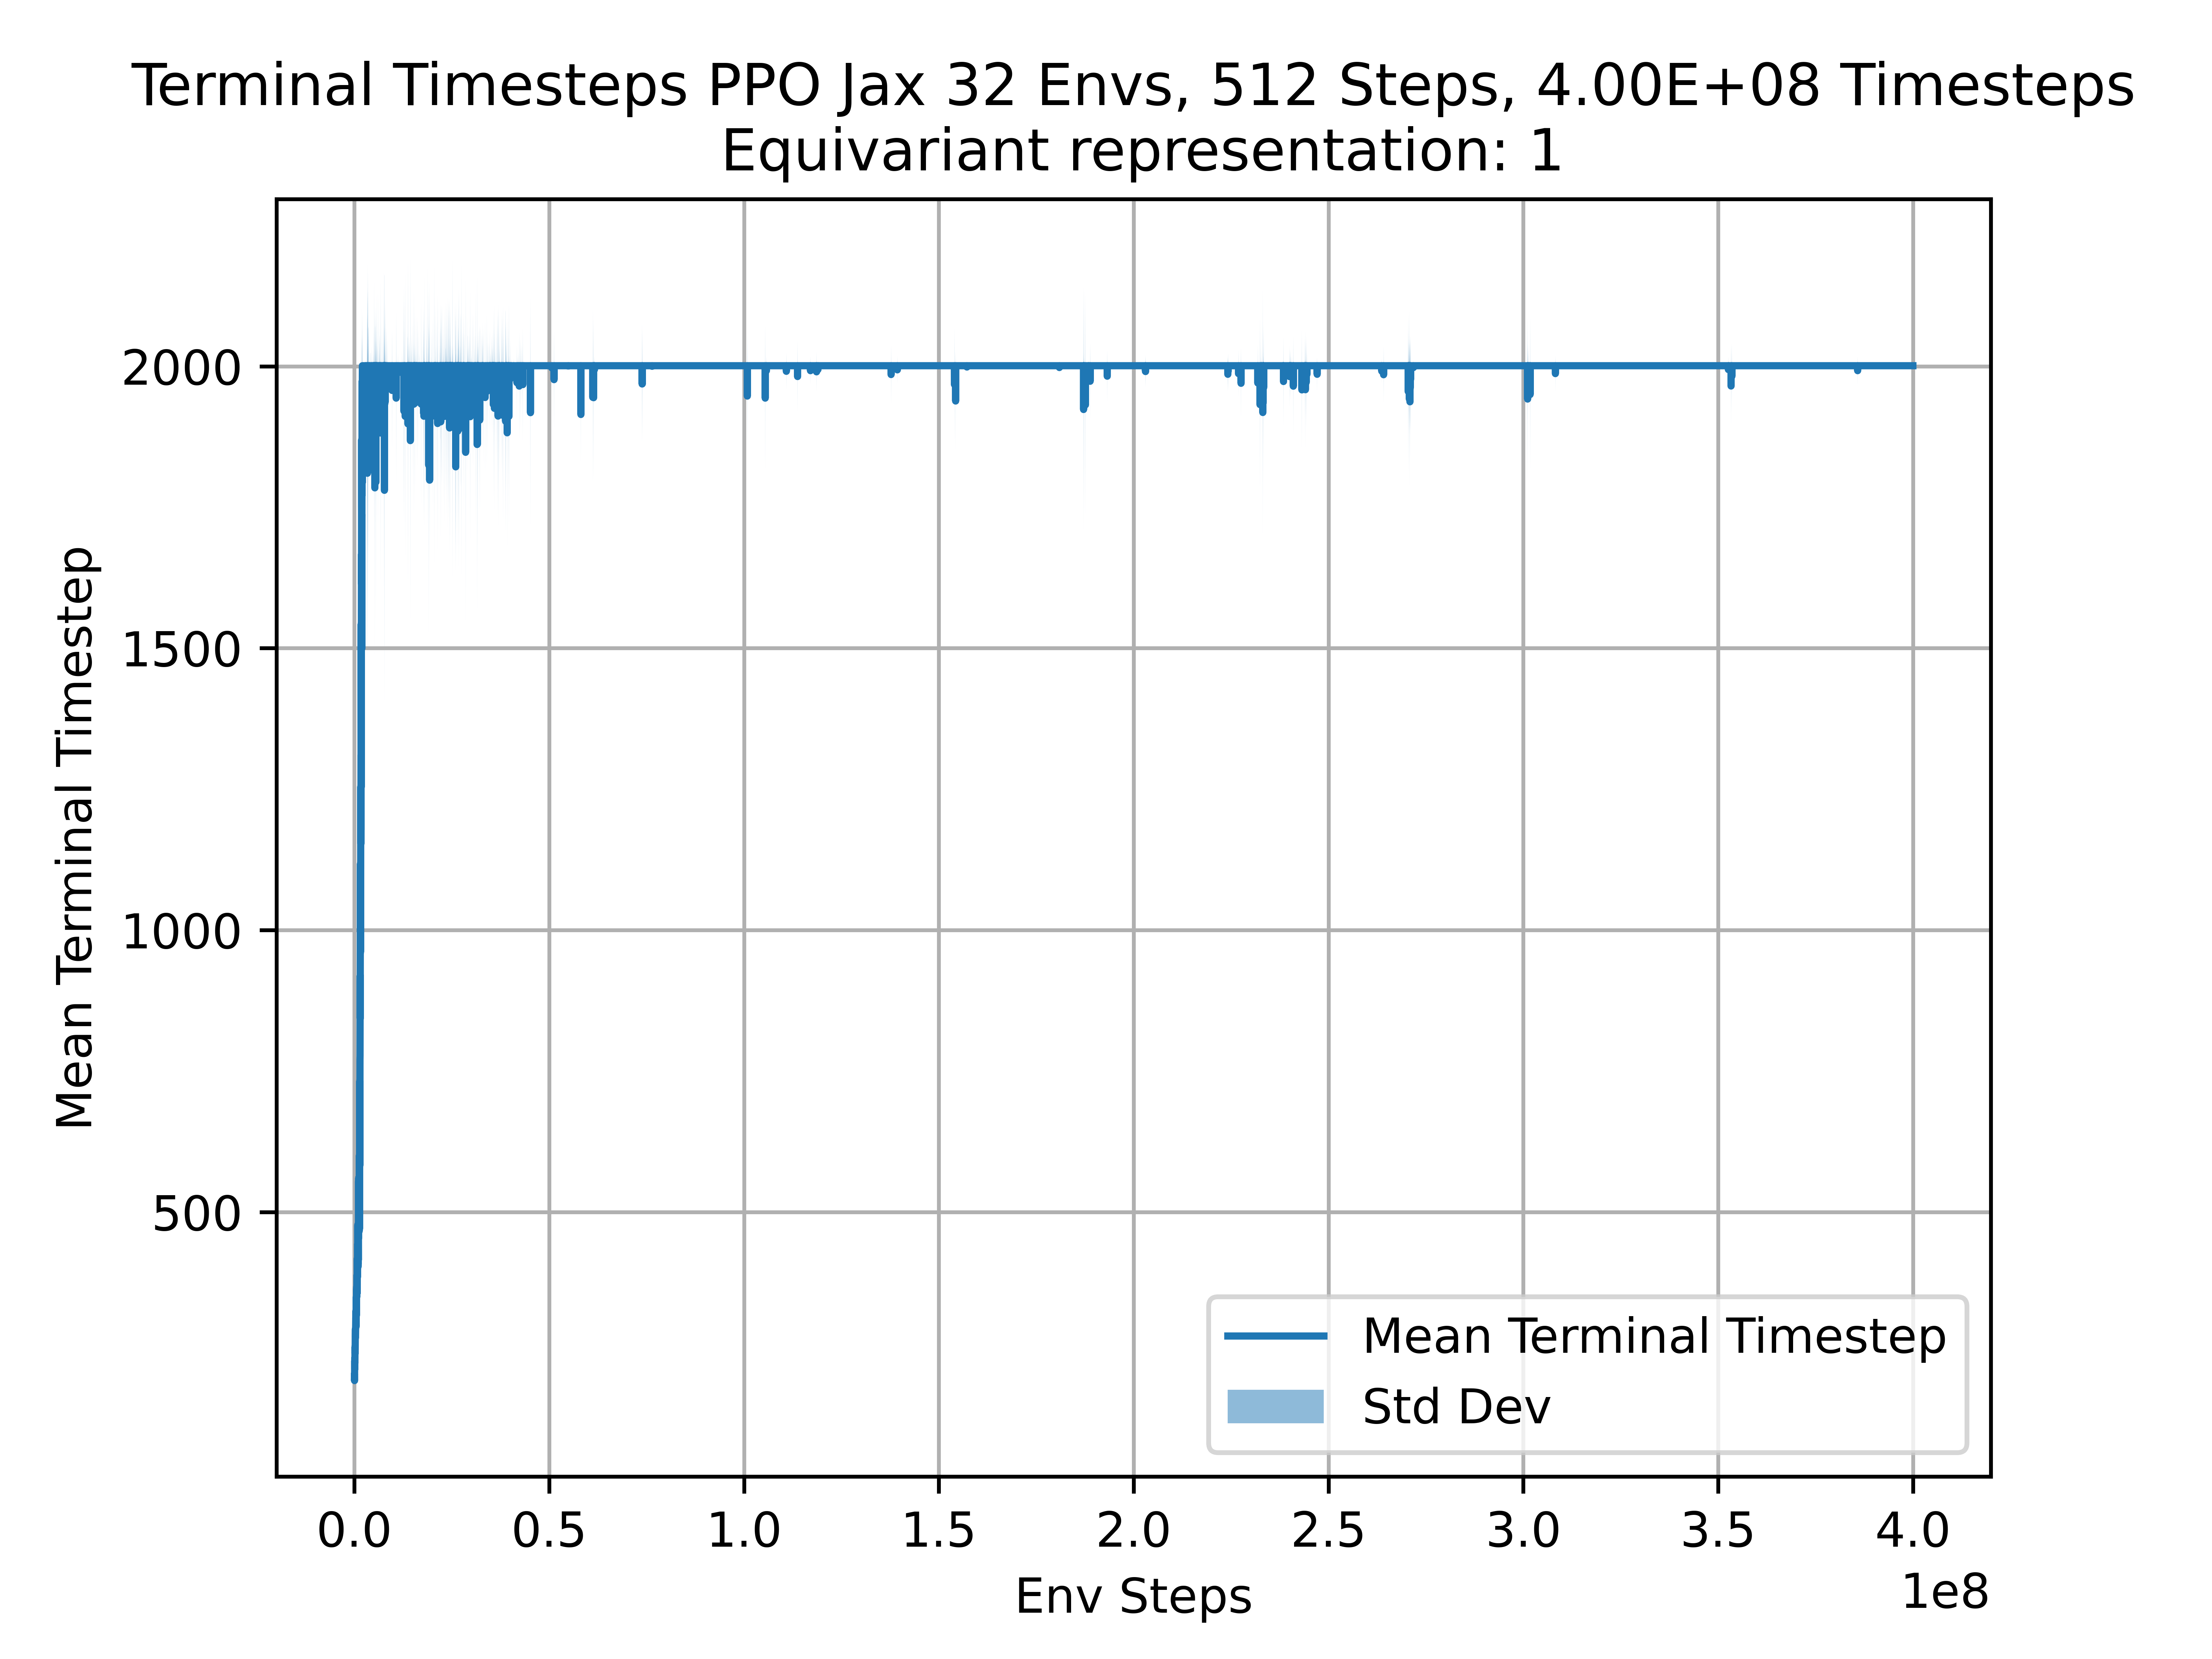 Terminal Timesteps PPO Jax 32 Envs, 512 Steps, 4.00E+08 Timesteps
Equivariant representation: 1
Mean Terminal Timestep
2000
1500
1000
500
Mean Terminal Timestep
Std Dev
0.0 0.5 1.0 1.5 2.0 2.5 3.0 3.5 4.0
1e8
Env Steps